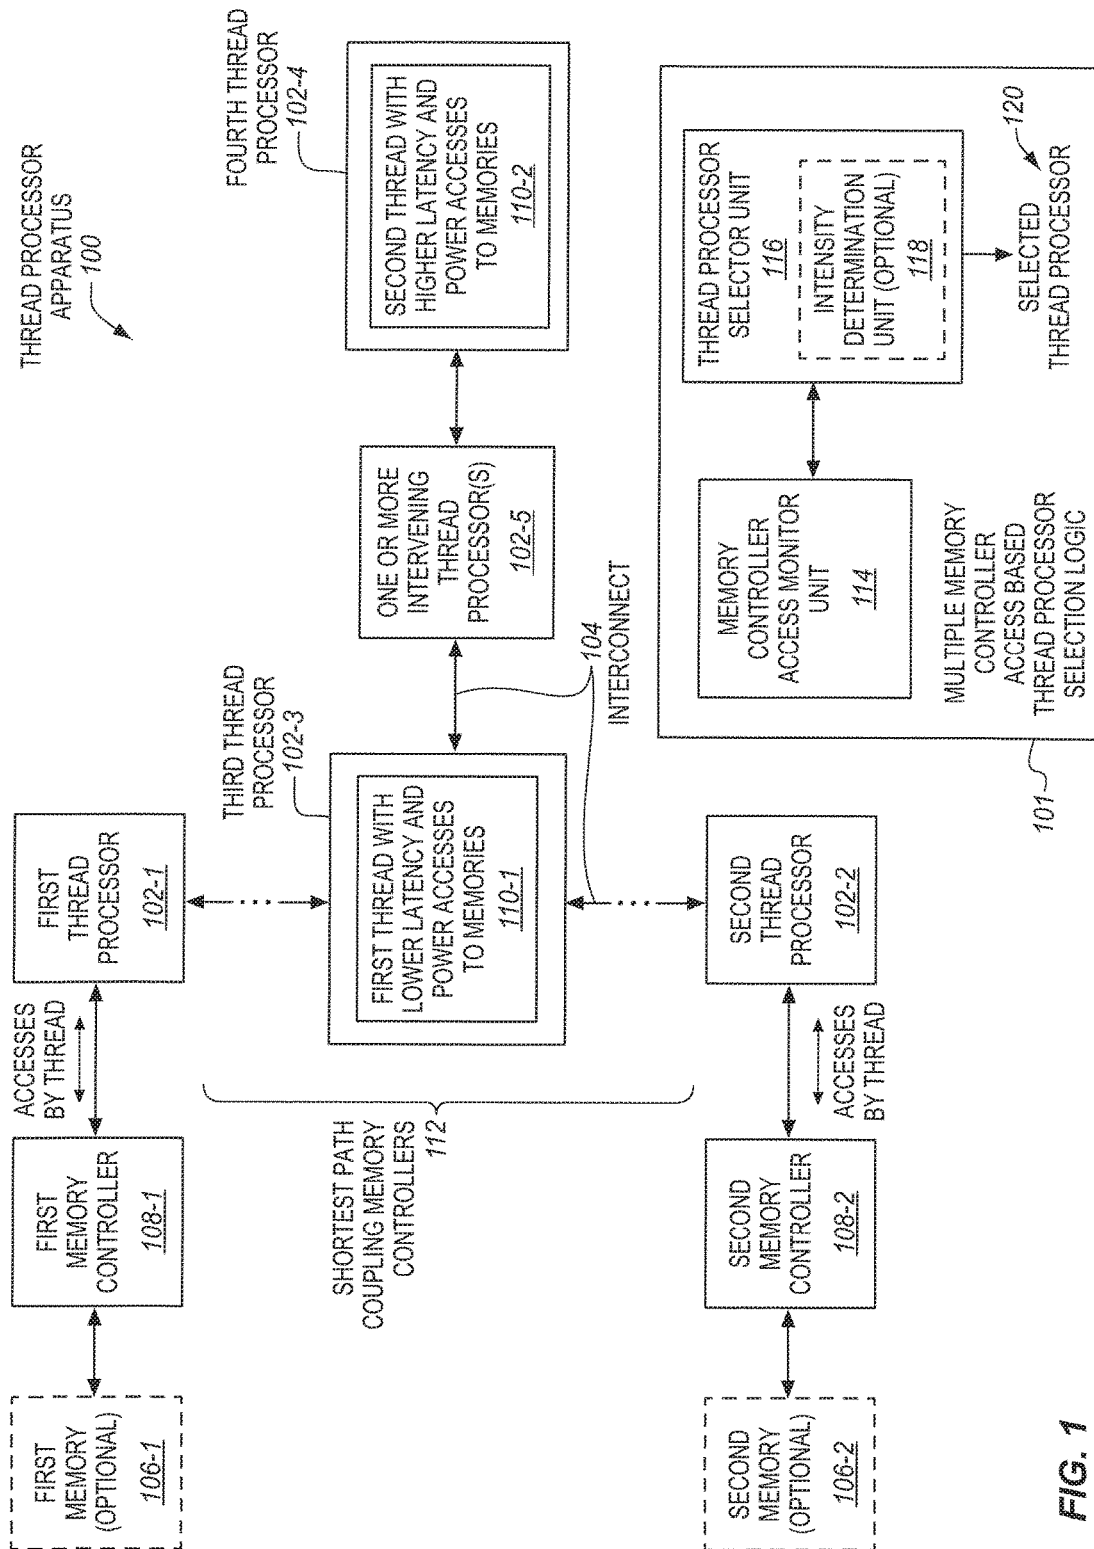 THREAD PROCESSOR
APPARATUS
100
FIRST
MEMORY
(OPTIONAL)
106-1
FIRST
MEMORY
CONTROLLER
108-1
ACCESSES
BY THREAD
FIRST
THREAD
PROCESSOR
102-1
SHORTEST PATH
COUPLING MEMORY
CONTROLLERS
112
THIRD THREAD
PROCESSOR
102-3
FIRST THREAD WITH
LOWER LATENCY AND
POWER ACCESSES
TO MEMORIES
110-1
ONE OR MORE
INTERVENING
THREAD
PROCESSOR(S)
102-5
FOURTH THREAD
PROCESSOR
102-4
SECOND THREAD WITH
HIGHER LATENCY AND
POWER ACCESSES
TO MEMORIES
110-2
104
INTERCONNECT
SECOND
MEMORY
(OPTIONAL)
106-2
SECOND
MEMORY
CONTROLLER
108-2
ACCESSES
BY THREAD
SECOND
THREAD
PROCESSOR
102-2
101
MEMORY
CONTROLLER
ACCESS MONITOR
UNIT
114
THREAD PROCESSOR
SELECTOR UNIT
116
INTENSITY
DETERMINATION
UNIT (OPTIONAL)
118
MULTIPLE MEMORY
CONTROLLER
ACCESS BASED
THREAD PROCESSOR
SELECTION LOGIC
SELECTED
THREAD PROCESSOR
120
FIG. 1